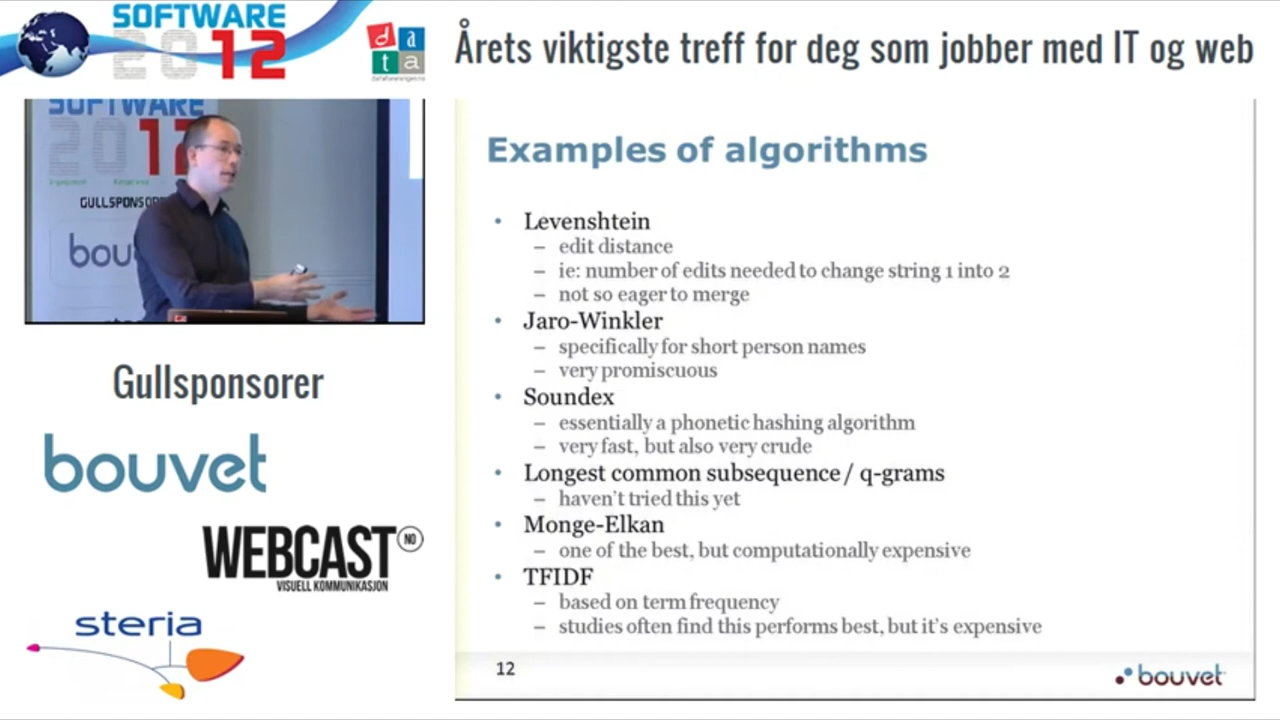 SOFTWARE
2012
data
Årets viktigste treff for deg som jobber med IT og web
SOFTWARE
201
GULLSPONSO
bouv
Gullsponsorer
bouvet
WEBCAST NO
VISUELL KOMMUNIKASJON
steria
Examples of algorithms
• Levenshtein
– edit distance
– ie: number of edits needed to change string 1 into 2
– not so eager to merge
• Jaro-Winkler
– specifically for short person names
– very promiscuous
• Soundex
– essentially a phonetic hashing algorithm
– very fast, but also very crude
• Longest common subsequence / q-grams
– haven't tried this yet
• Monge-Elkan
– one of the best, but computationally expensive
• TFIDF
– based on term frequency
– studies often find this performs best, but it's expensive
12
bouvet